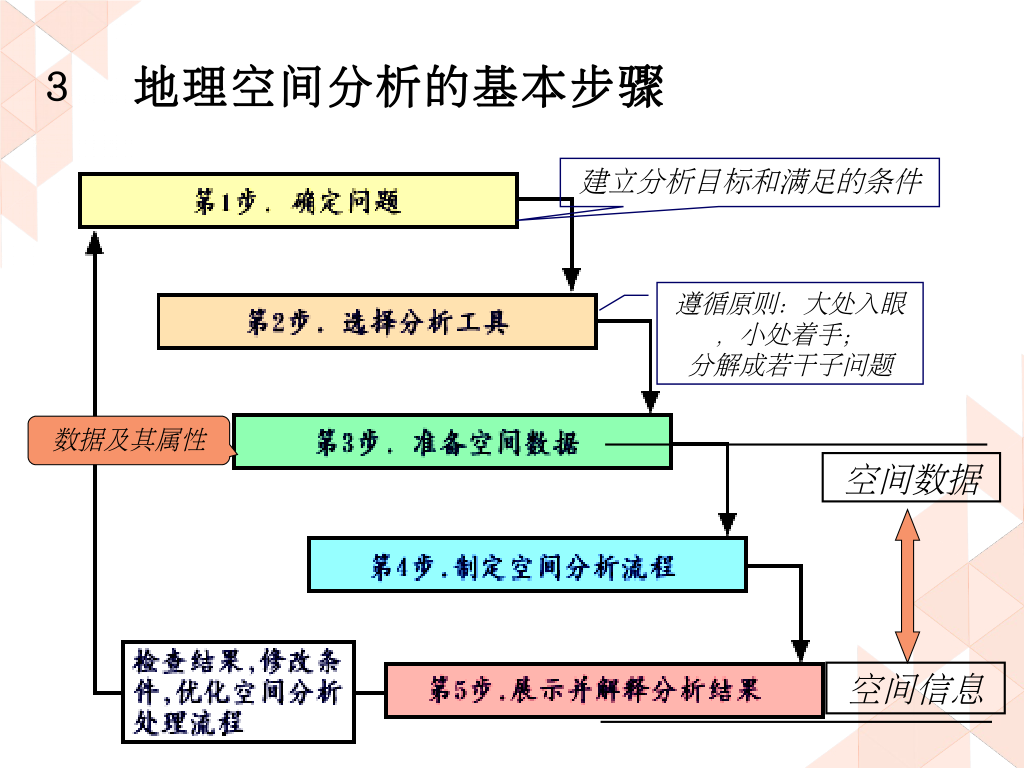 3 地理空间分析的基本步骤
建立分析目标和满足的条件
第1步．确定问题
遵循原则：大处入眼
，小处着手；
分解成若干子问题
第2步．选择分析工具
数据及其属性
第3步．准备空间数据
空间数据
第4步.制定空间分析流程
检查结果,修改条
件,优化空间分析
处理流程
第5步.展示并解释分析结果
空间信息